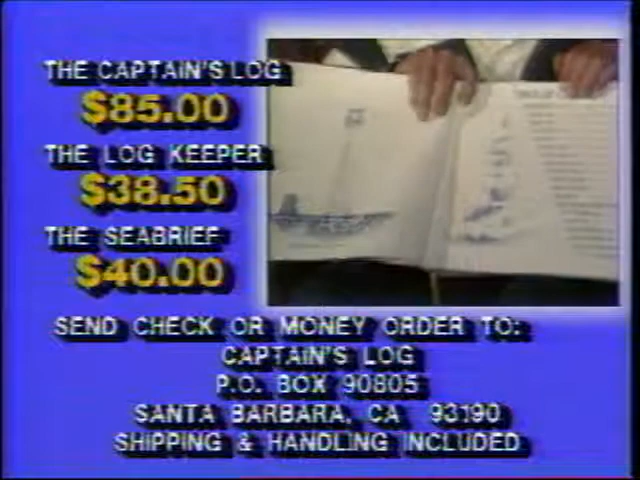 THE CAPTAIN'S LOG
$85.00
THE LOG KEEPER
$38.50
THE SEABRIEF
$40.00
SEND CHECK OR MONEY ORDER TO:
CAPTAIN'S LOG
P.O. BOX 90805
SANTA BARBARA, CA 93190
SHIPPING & HANDLING INCLUDED